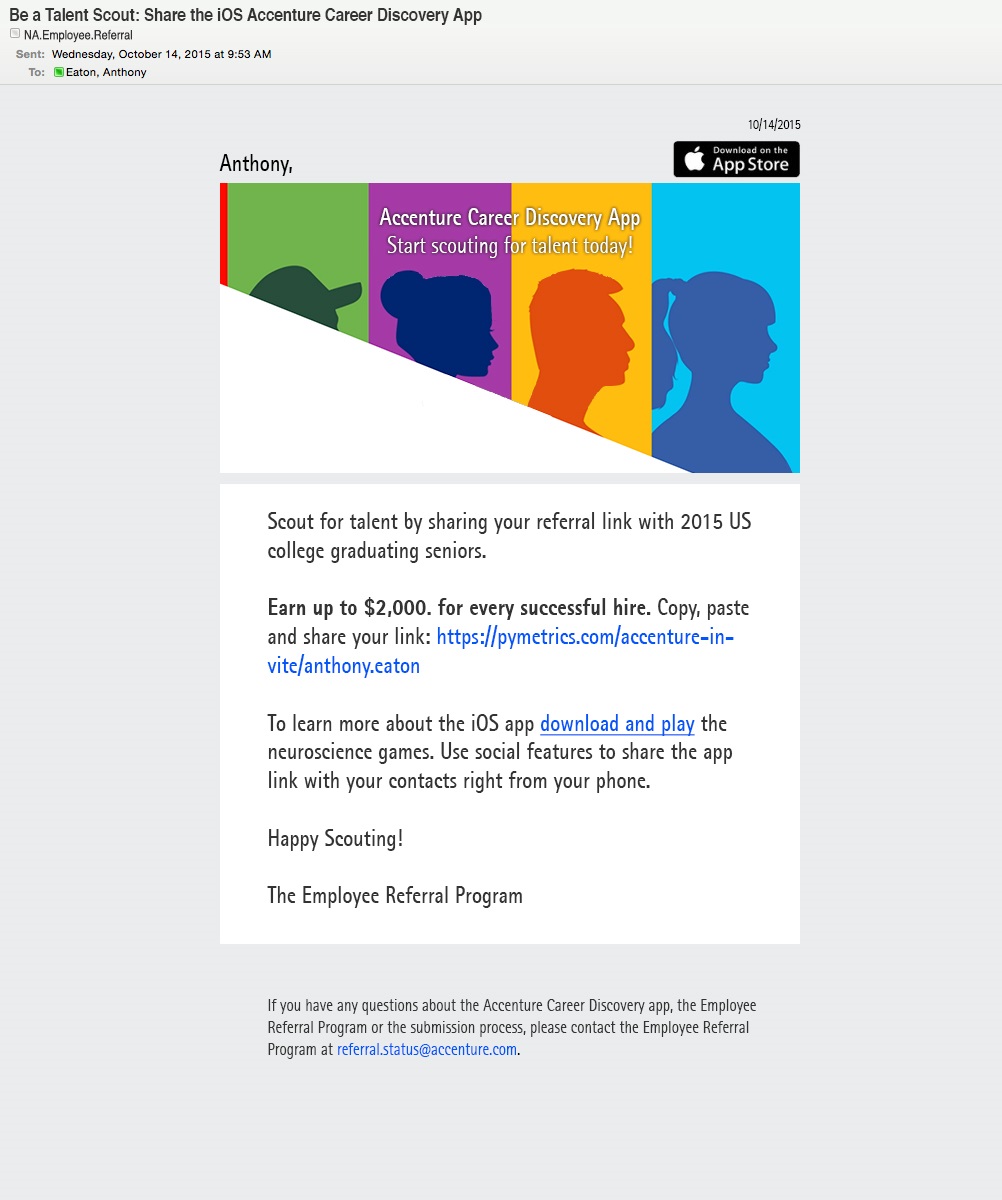 Be a Talent Scout: Share the iOS Accenture Career Discovery App
NA.Employee.Referral
Sent: Wednesday, October 14, 2015 at 9:53 AM
To: Eaton, Anthony
10/14/2015
Anthony,
Download on the
App Store
Accenture Career Discovery App
Start scouting for talent today!
Scout for talent by sharing your referral link with 2015 US
college graduating seniors.
Earn up to $2,000. for every successful hire. Copy, paste
and share your link: https://pymetrics.com/accenture-in-
vite/anthony.eaton
To learn more about the iOS app download and play the
neuroscience games. Use social features to share the app
link with your contacts right from your phone.
Happy Scouting!
The Employee Referral Program
If you have any questions about the Accenture Career Discovery app, the Employee
Referral Program or the submission process, please contact the Employee Referral
Program at referral.status@accenture.com.